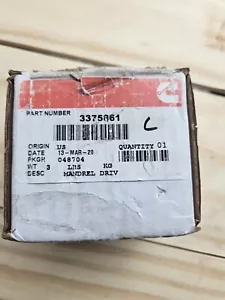 PART NUMBER
3375861
L
ORIGIN US QUANTITY 01
DATE 13-MAR-20
PKGR 048704
WT 3 LBS KG
DESC MANDREL DRIV